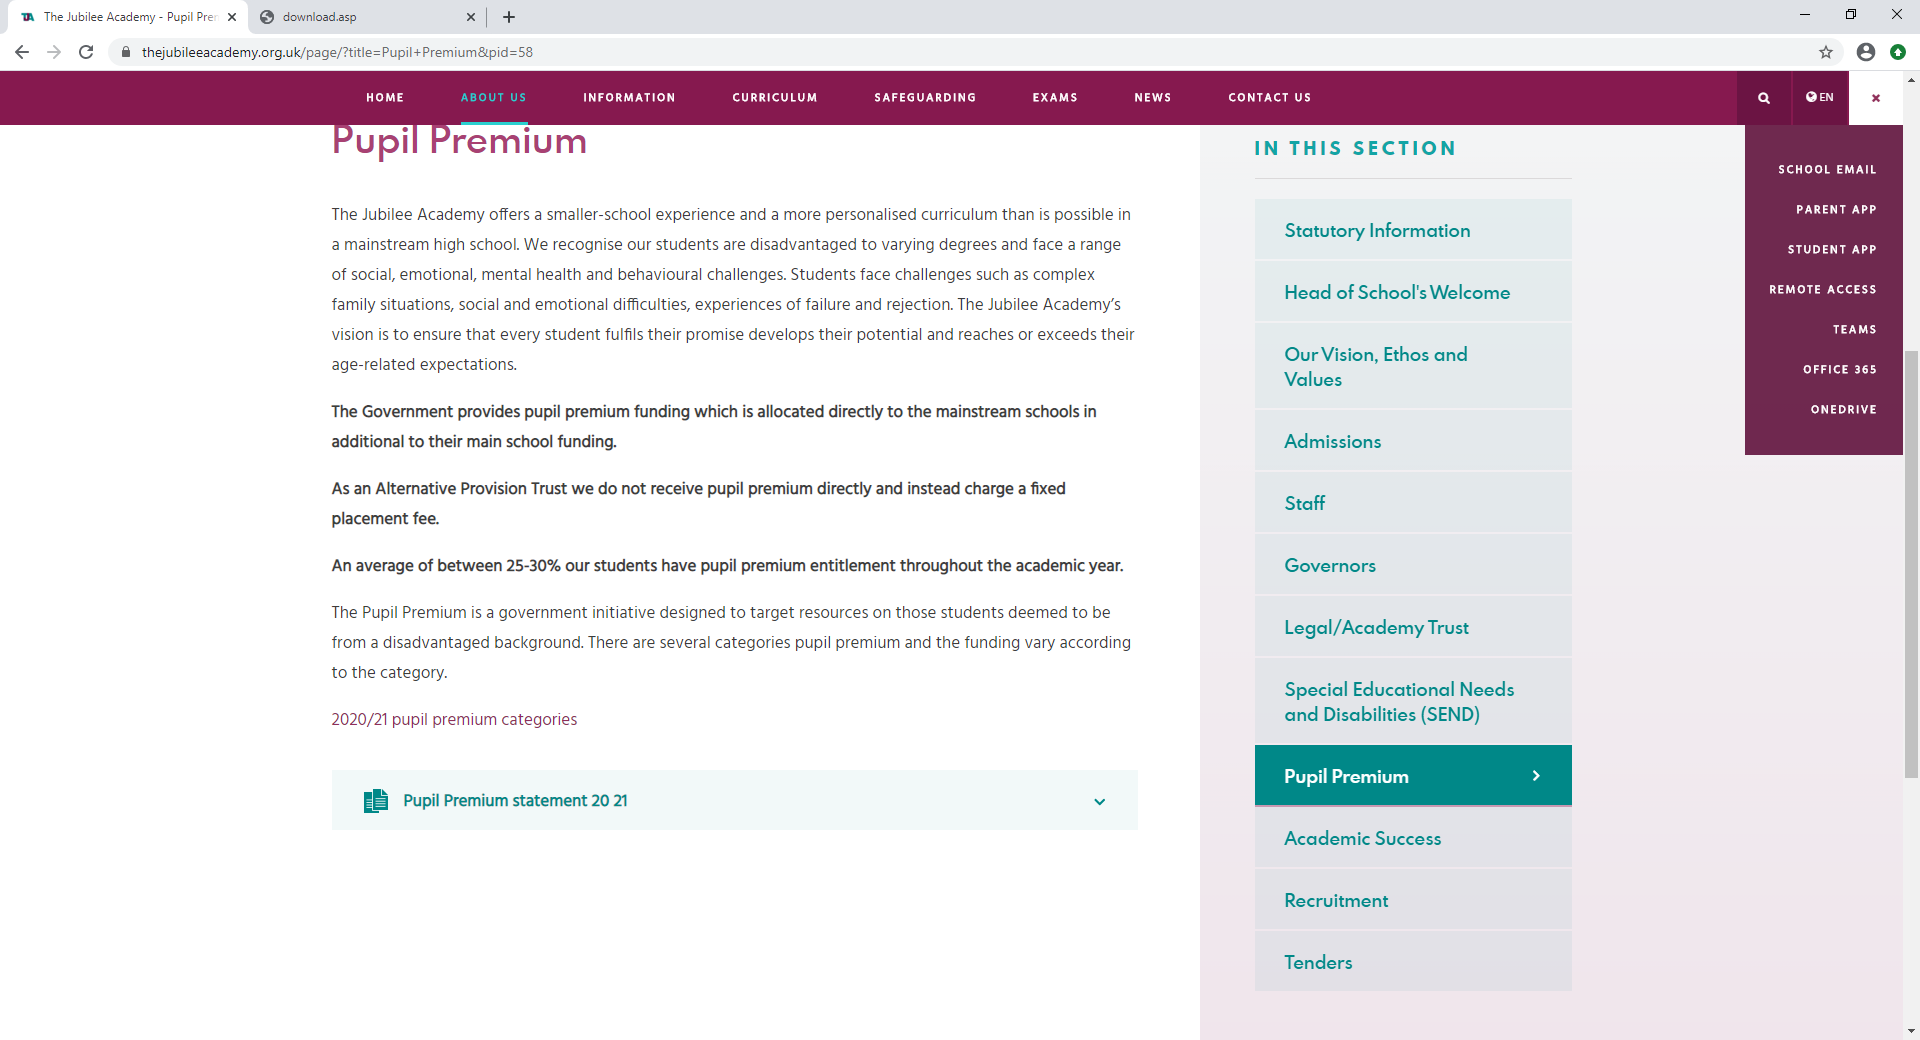 The Jubilee Academy - Pupil Prem
download.asp
thejubileeacademy.org.uk/page/?title=Pupil+Premium&pid=58
HOME
ABOUT US
INFORMATION
CURRICULUM
SAFEGUARDING
EXAMS
NEWS
CONTACT US
EN
Pupil Premium
The Jubilee Academy offers a smaller-school experience and a more personalised curriculum than is possible in
a mainstream high school. We recognise our students are disadvantaged to varying degrees and face a range
of social, emotional, mental health and behavioural challenges. Students face challenges such as complex
family situations, social and emotional difficulties, experiences of failure and rejection. The Jubilee Academy’s
vision is to ensure that every student fulfils their promise develops their potential and reaches or exceeds their
age-related expectations.
The Government provides pupil premium funding which is allocated directly to the mainstream schools in
additional to their main school funding.
As an Alternative Provision Trust we do not receive pupil premium directly and instead charge a fixed
placement fee.
An average of between 25-30% our students have pupil premium entitlement throughout the academic year.
The Pupil Premium is a government initiative designed to target resources on those students deemed to be
from a disadvantaged background. There are several categories pupil premium and the funding vary according
to the category.
2020/21 pupil premium categories
Pupil Premium statement 20 21
IN THIS SECTION
Statutory Information
Head of School's Welcome
Our Vision, Ethos and
Values
Admissions
Staff
Governors
Legal/Academy Trust
Special Educational Needs
and Disabilities (SEND)
Pupil Premium
Academic Success
Recruitment
Tenders
SCHOOL EMAIL
PARENT APP
STUDENT APP
REMOTE ACCESS
TEAMS
OFFICE 365
ONEDRIVE